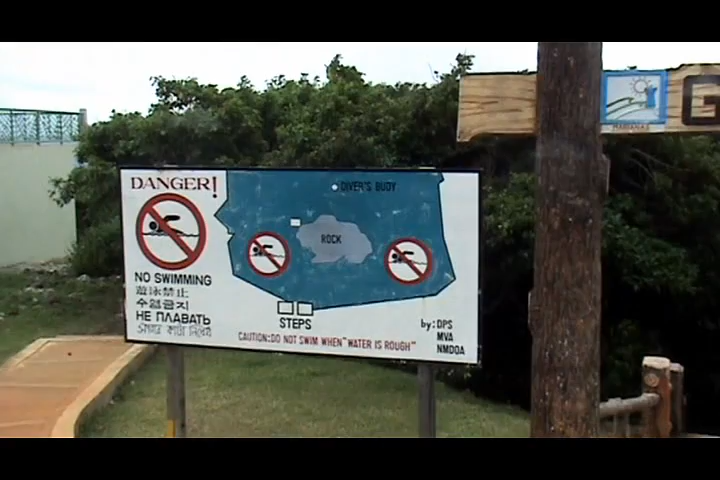 DANGER!
NO SWIMMING
遊泳禁止
수영금지
НЕ ПЛАВАТЬ
সাঁতার কাটা নিষেধ
DIVER'S BUOY
ROCK
STEPS
CAUTION: DO NOT SWIM WHEN "WATER IS ROUGH"
by: DPS
MVA
NMDOA
MARIANAS
G